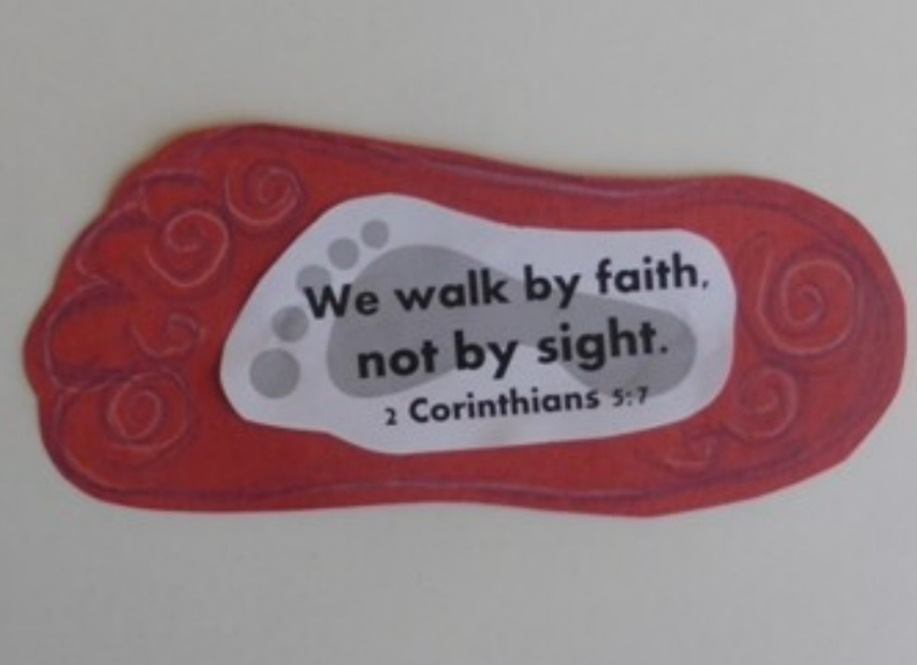 We walk by faith,
not by sight.
2 Corinthians 5:7